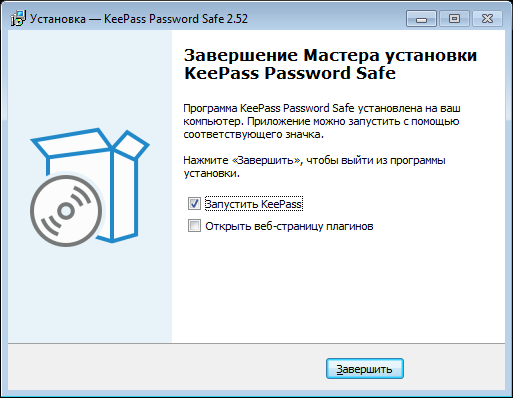 Установка — KeePass Password Safe 2.52
Завершение Мастера установки
KeePass Password Safe
Программа KeePass Password Safe установлена на ваш
компьютер. Приложение можно запустить с помощью
соответствующего значка.
Нажмите «Завершить», чтобы выйти из программы
установки.
Запустить KeePass
Открыть веб-страницу плагинов
Завершить